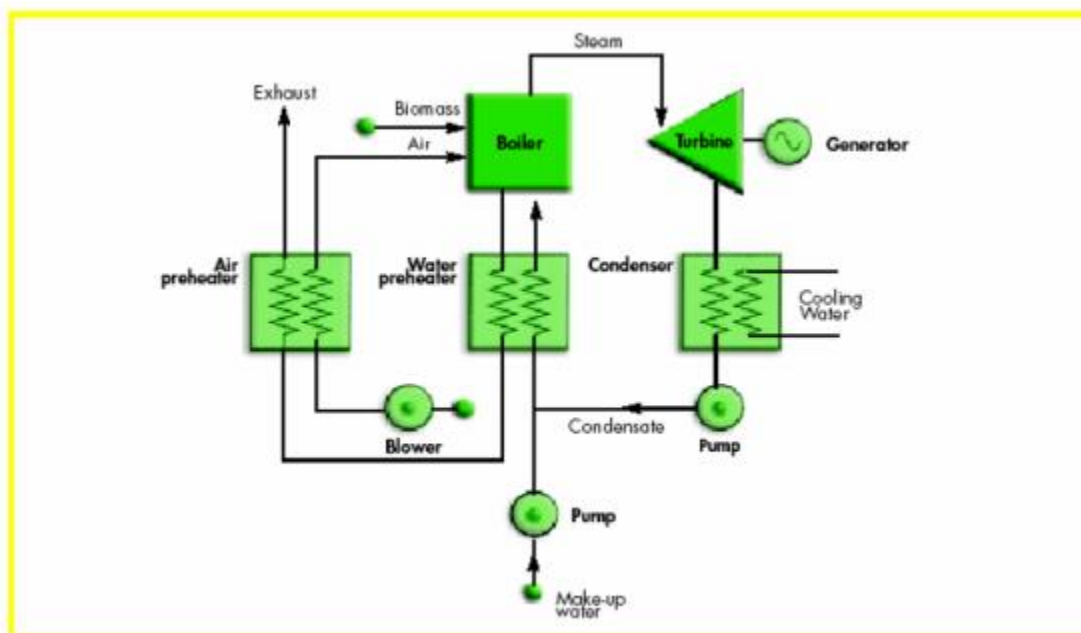 Steam
Exhaust
Biomass
Air
Boiler
Turbine
Generator
Air
preheater
Water
preheater
Condenser
Cooling
Water
Blower
Condensate
Pump
Pump
Make-up
water